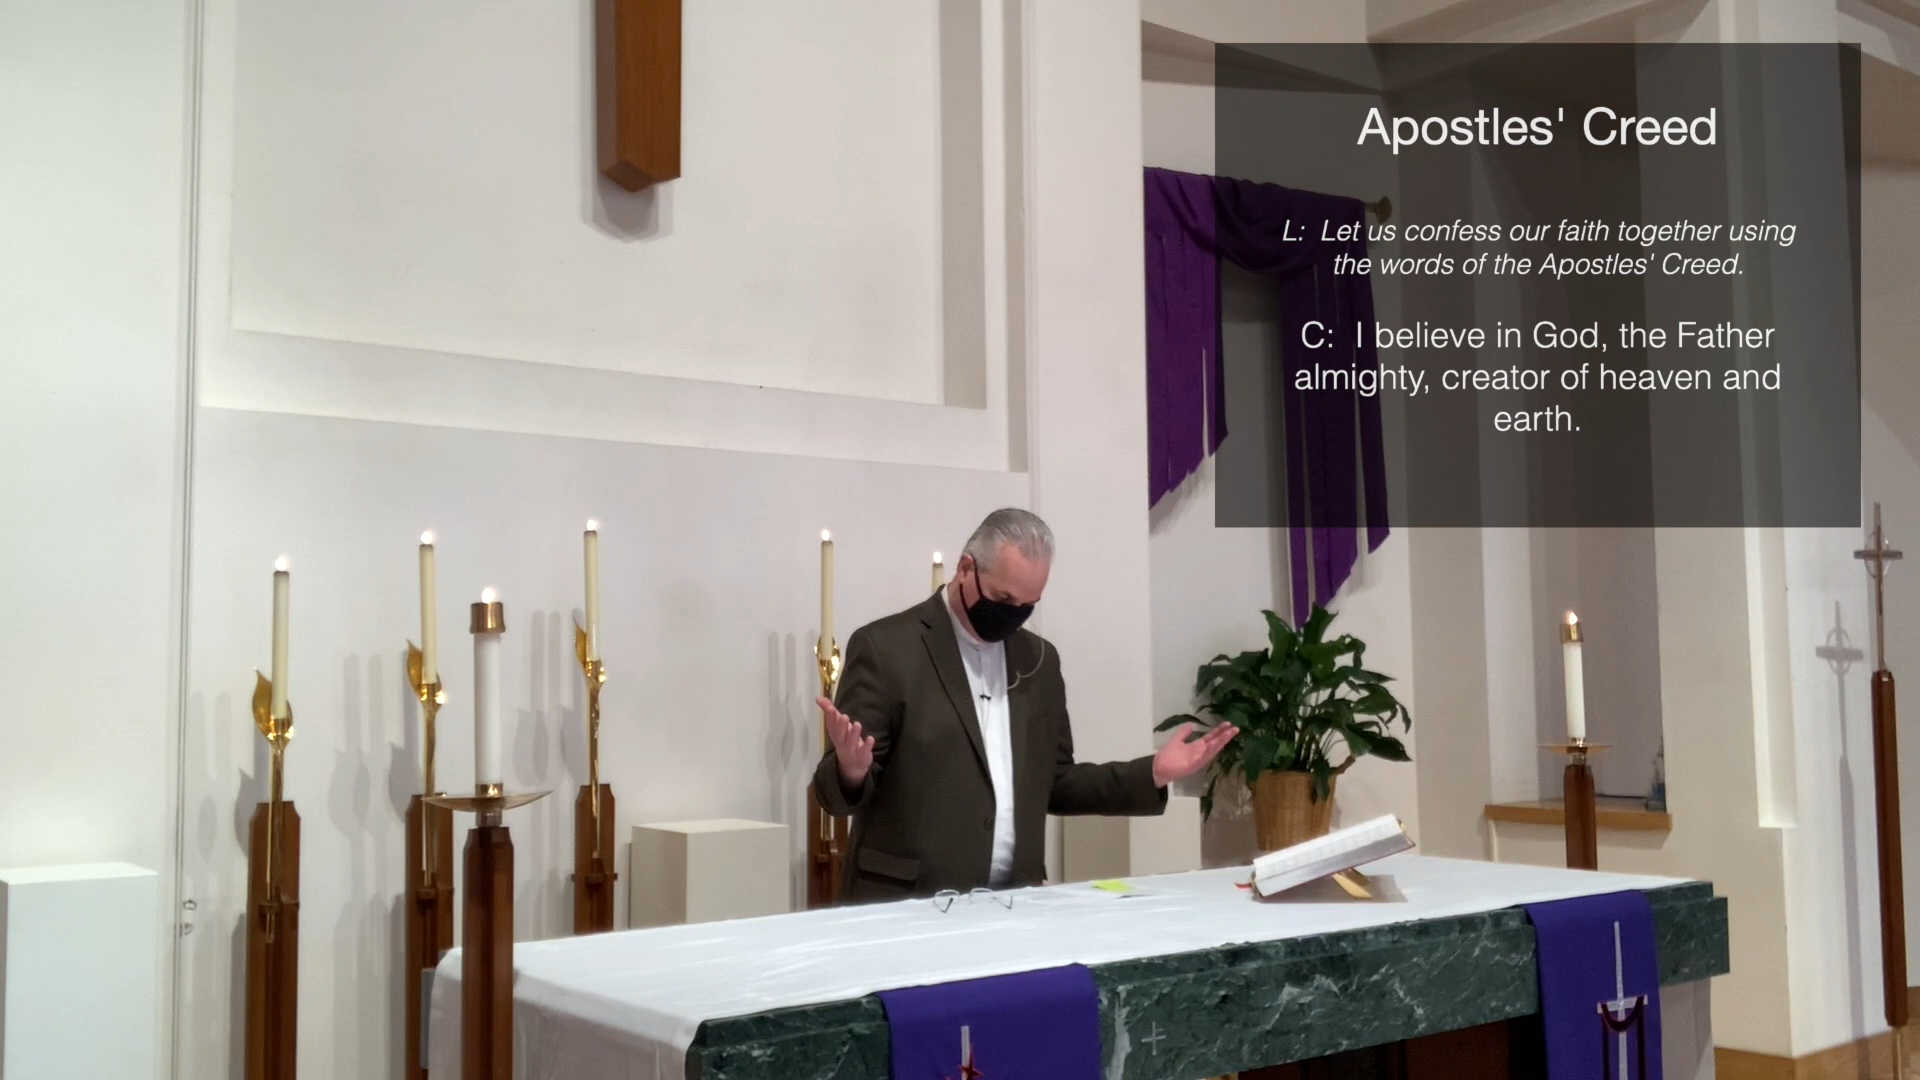 Apostles' Creed
L: Let us confess our faith together using
the words of the Apostles' Creed.
C: I believe in God, the Father
almighty, creator of heaven and
earth.